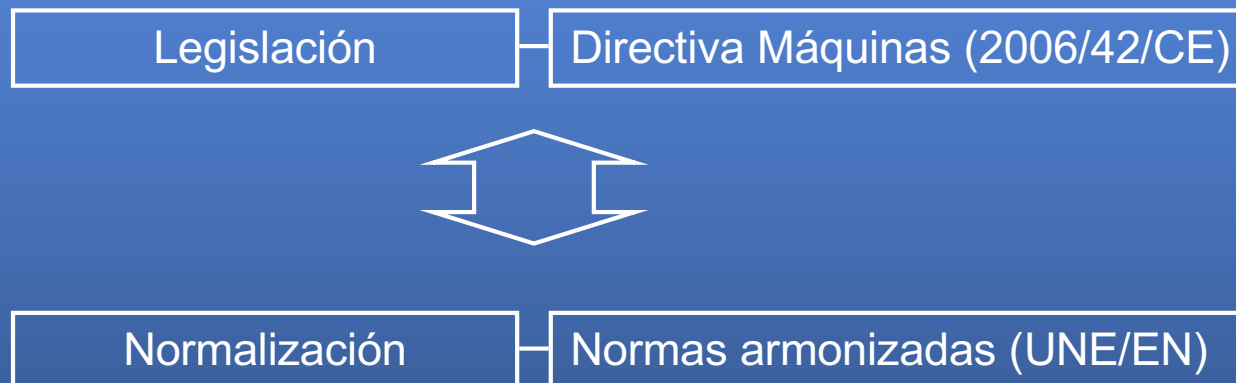 Legislación
Directiva Máquinas (2006/42/CE)
Normalización
Normas armonizadas (UNE/EN)